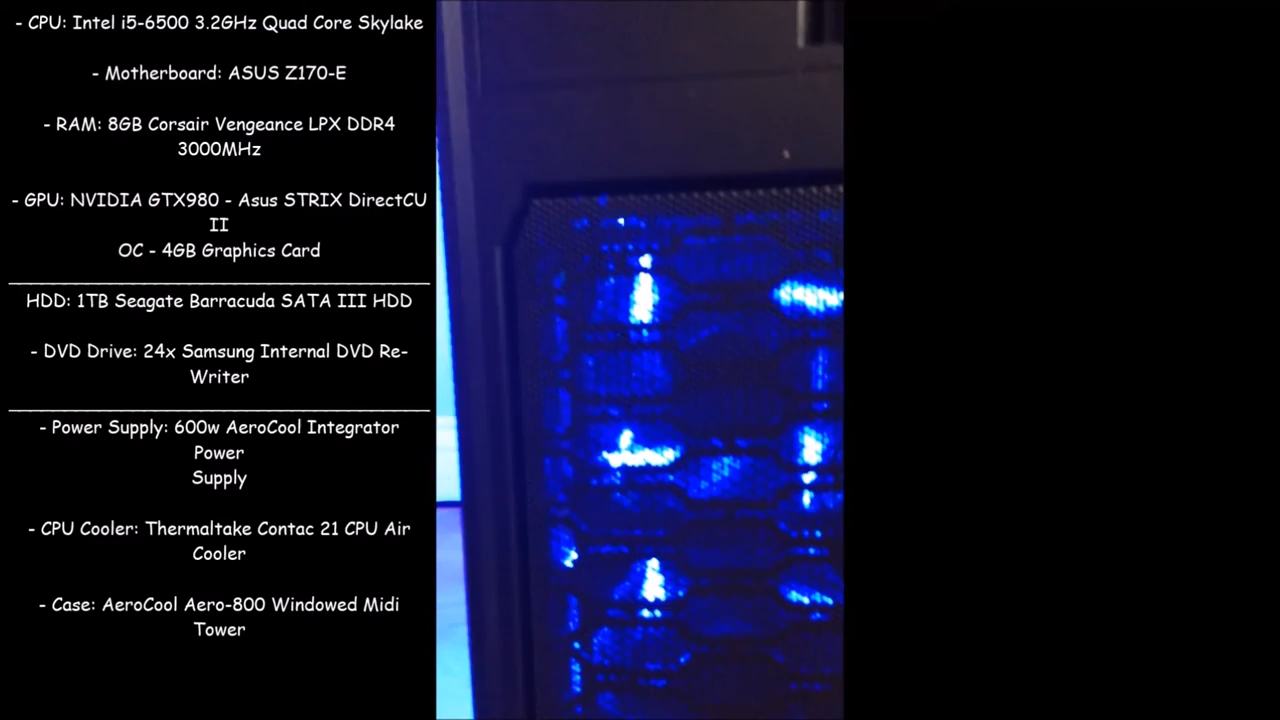 - CPU: Intel i5-6500 3.2GHz Quad Core Skylake
- Motherboard: ASUS Z170-E
- RAM: 8GB Corsair Vengeance LPX DDR4
3000MHz
- GPU: NVIDIA GTX980 - Asus STRIX DirectCU
II
OC - 4GB Graphics Card
HDD: 1TB Seagate Barracuda SATA III HDD
- DVD Drive: 24x Samsung Internal DVD Re-
Writer
- Power Supply: 600w AeroCool Integrator
Power
Supply
- CPU Cooler: Thermaltake Contac 21 CPU Air
Cooler
- Case: AeroCool Aero-800 Windowed Midi
Tower